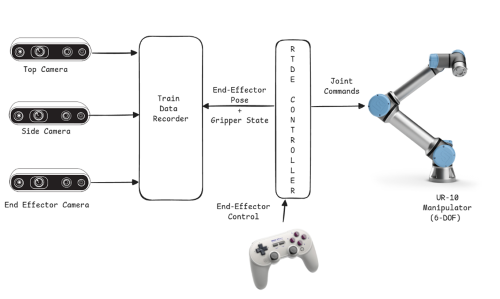 Top Camera
Side Camera
End Effector Camera
Train
Data
Recorder
End-Effector
Pose
+
Gripper State
R
T
D
E
C
O
N
T
R
O
L
L
E
R
Joint
Commands
End-Effector
Control
UR-10
Manipulator
(6-DOF)